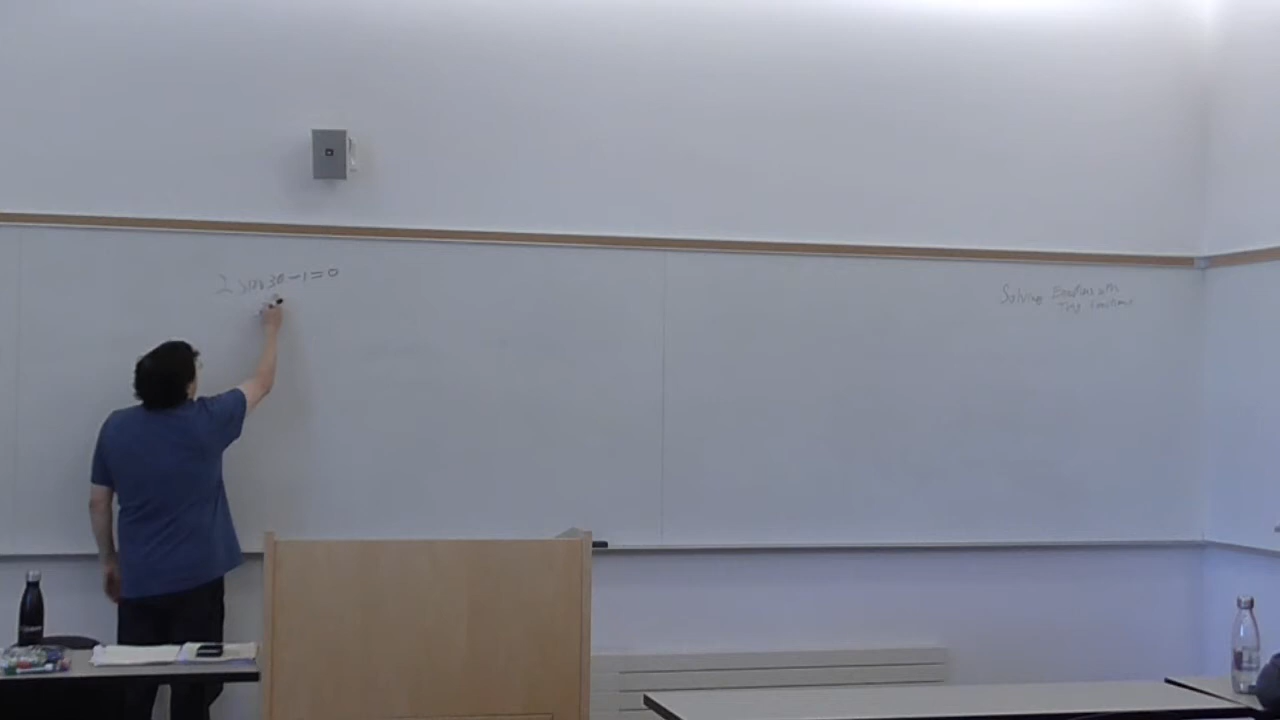 2 sin 3θ - 1 = 0
Solving Equations with
Trig Functions